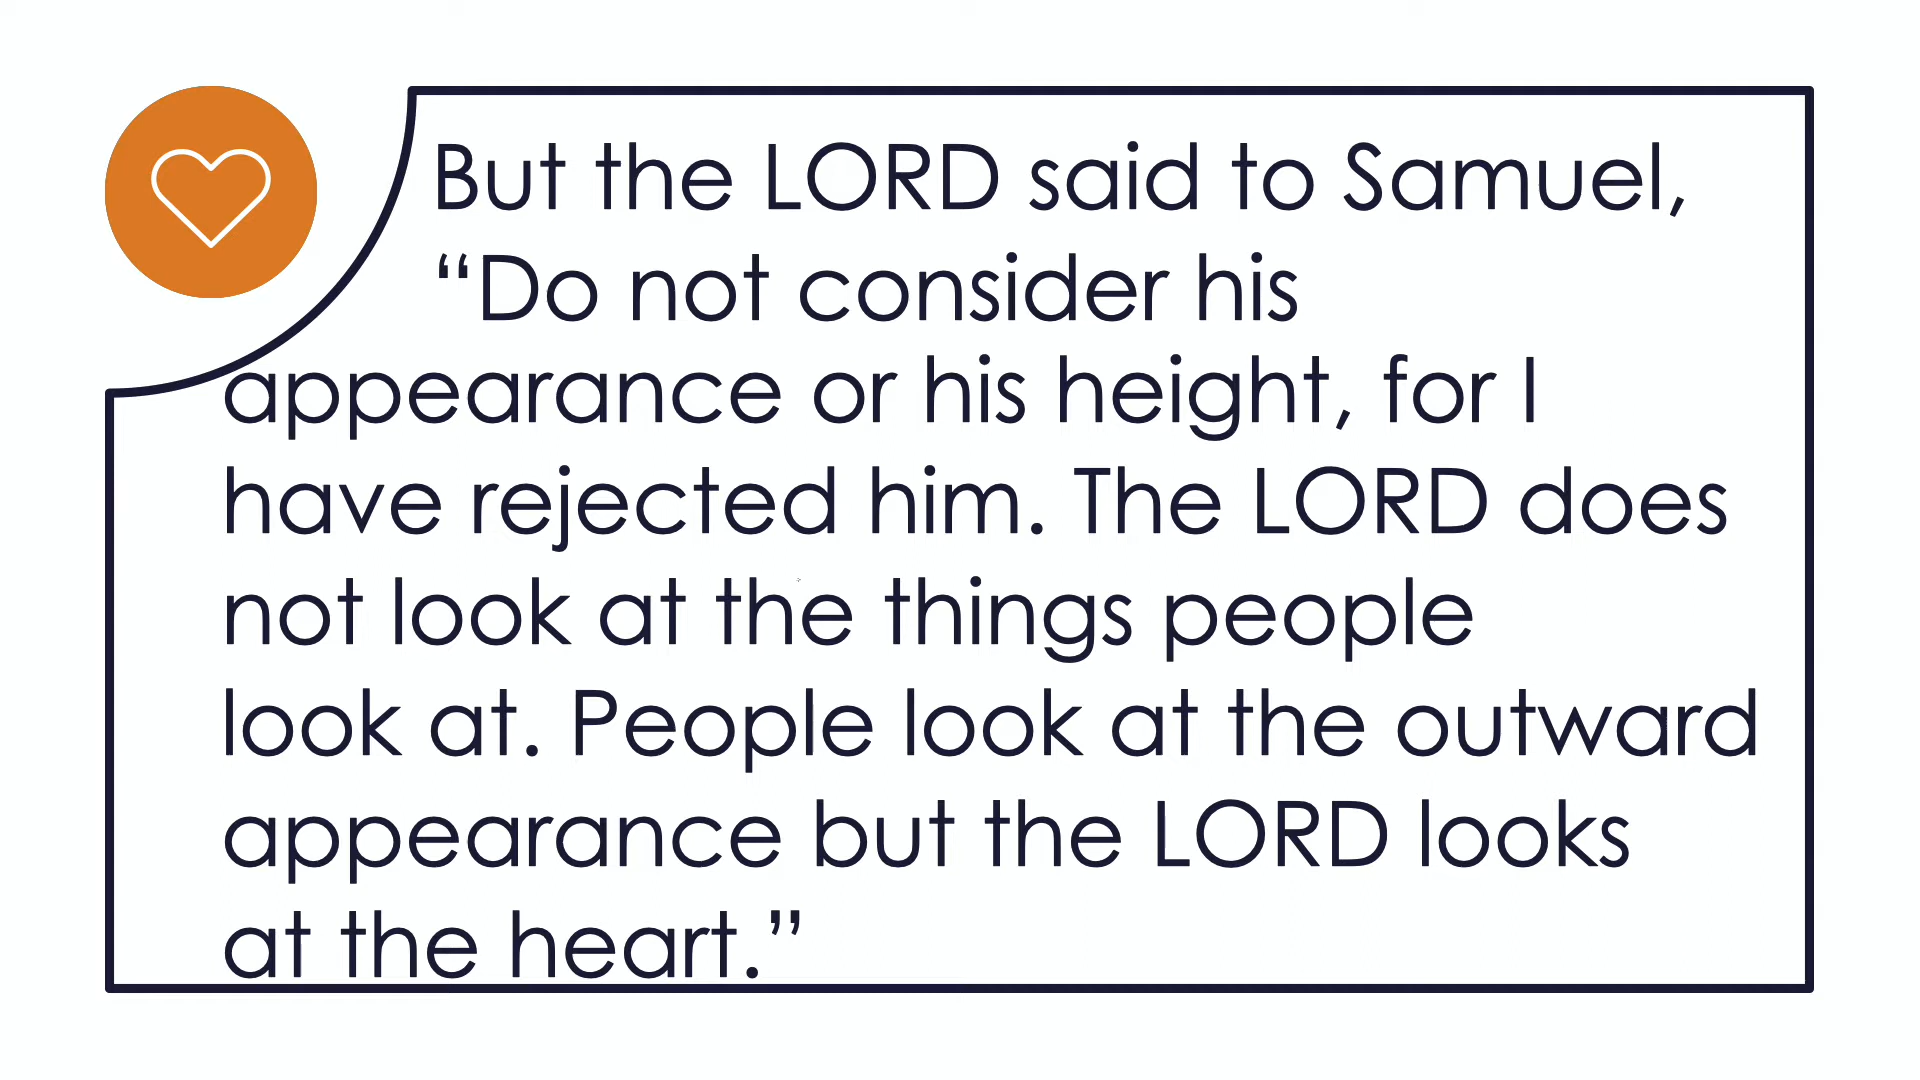 But the LORD said to Samuel,
“Do not consider his
appearance or his height, for I
have rejected him. The LORD does
not look at the things people
look at. People look at the outward
appearance but the LORD looks
at the heart.”